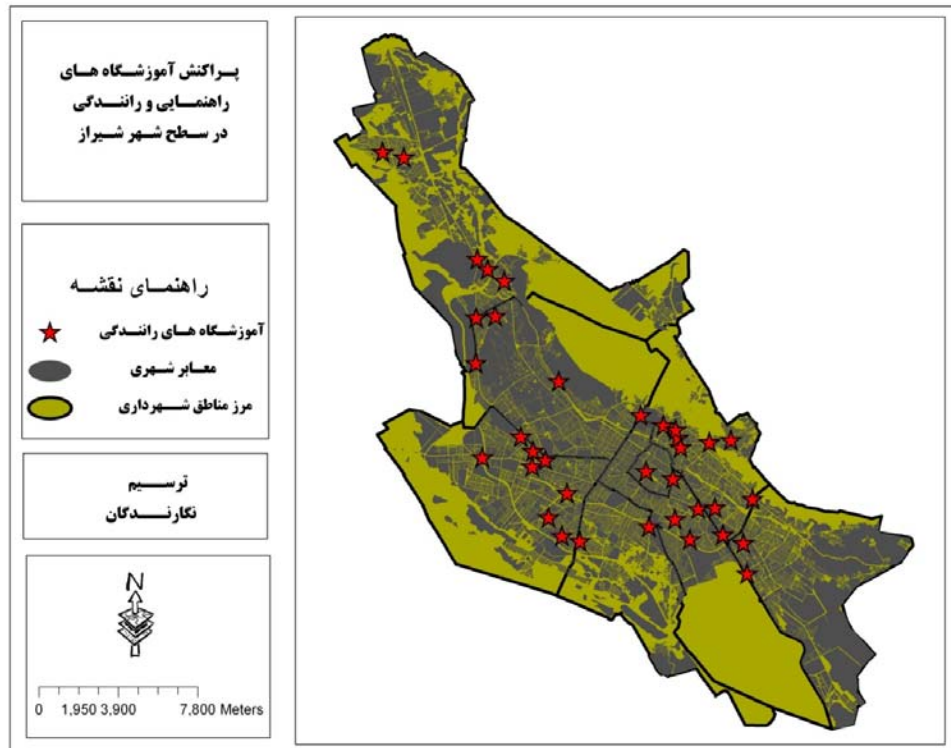 پراکنش آموزشگاه های
راهنمایی و رانندگی
در سطح شهر شیراز
راهنمای نقشه
آموزشگاه های رانندگی
معابر شهری
مرز مناطق شهرداری
ترسیم
نگارندگان
N
0 1,950 3,900 7,800 Meters